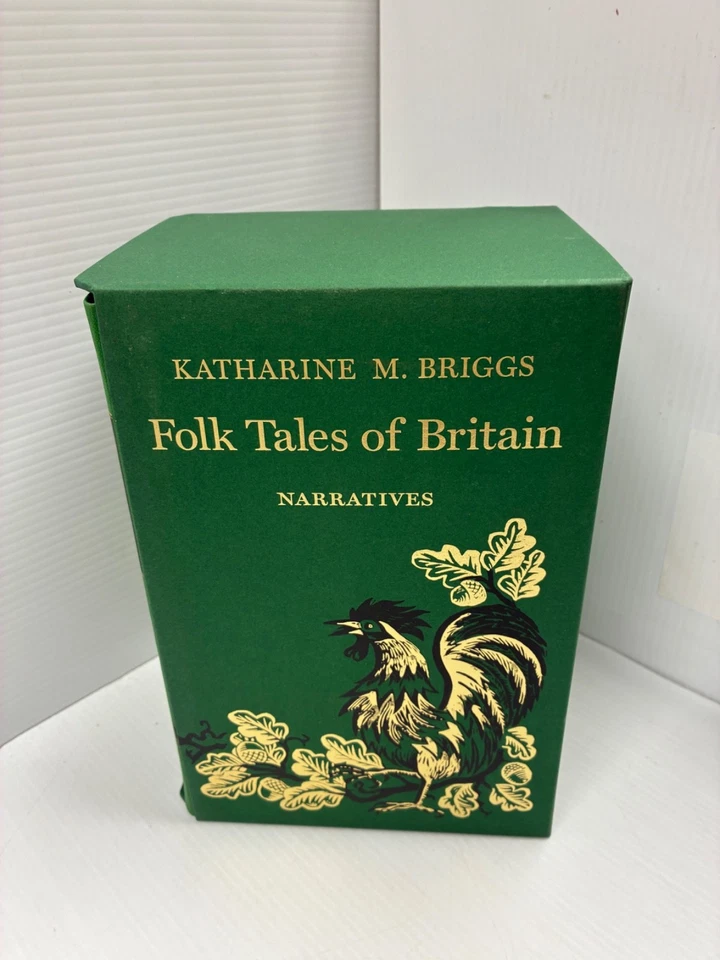 KATHARINE M. BRIGGS
Folk Tales of Britain
NARRATIVES